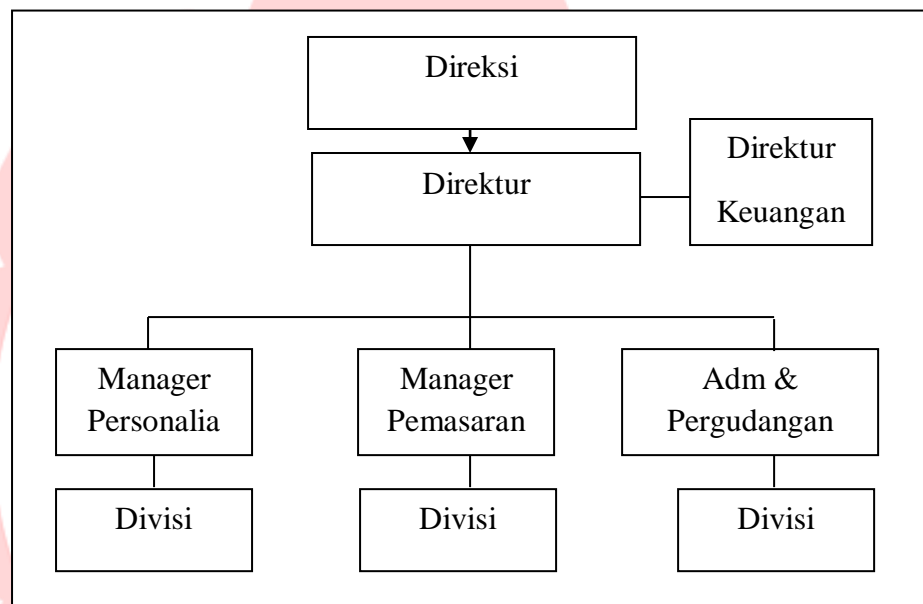 Direksi
Direktur
Direktur
Keuangan
Manager
Personalia
Manager
Pemasaran
Adm &
Pergudangan
Divisi
Divisi
Divisi